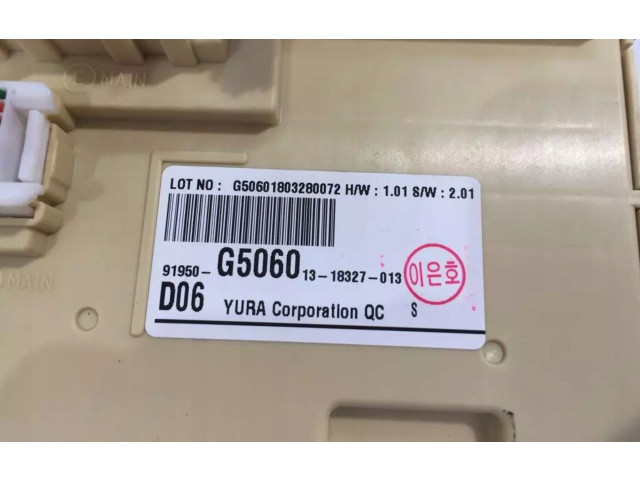 L MAIN
LOT NO : G50601803280072 H/W : 1.01 S/W : 2.01
91950-G5060 13-18327-013
이은호
D06 YURA Corporation QC S
MAIN